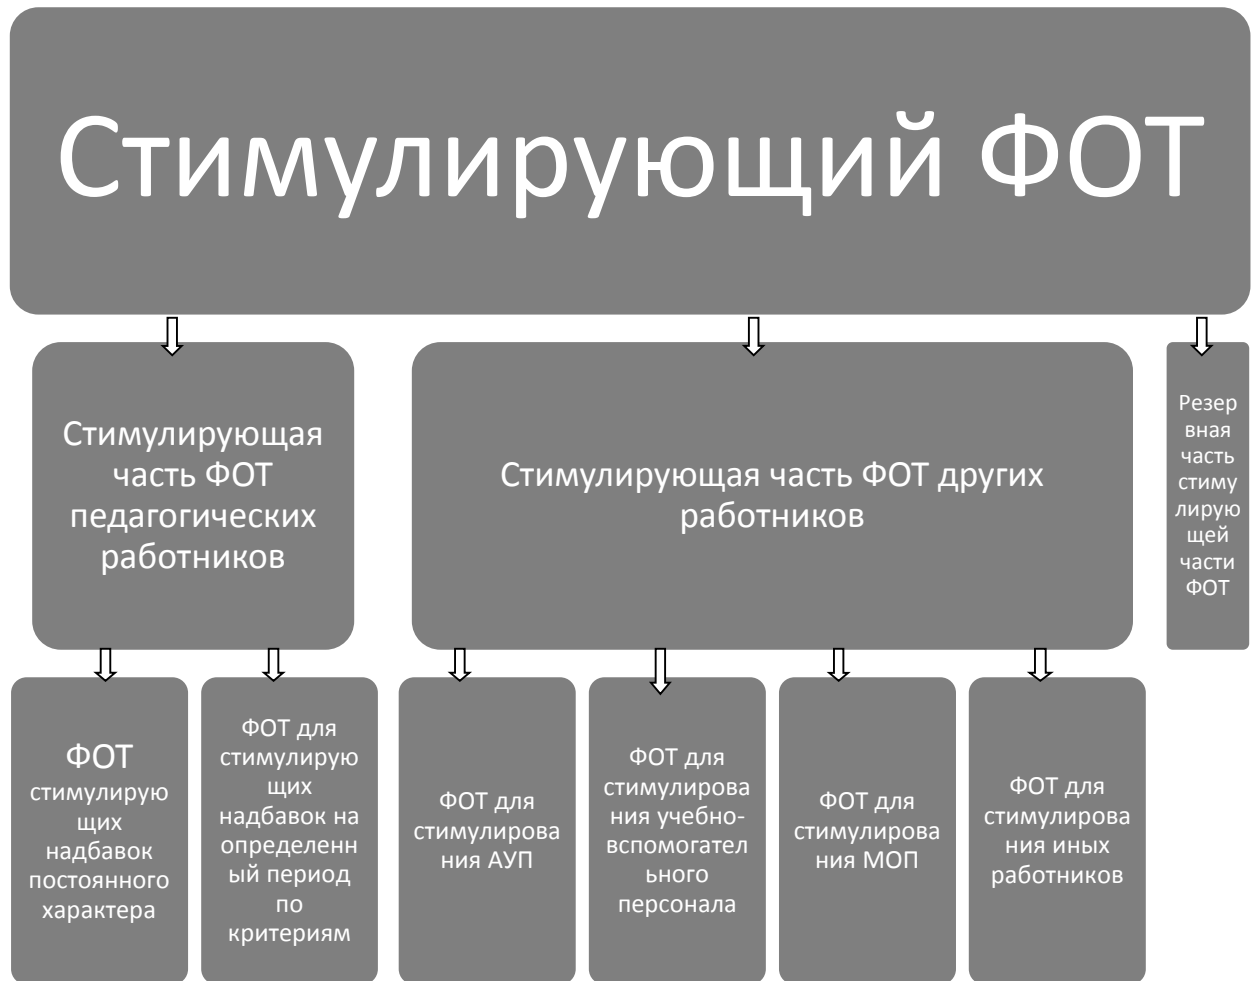 Стимулирующий ФОТ
Стимулирующая
часть ФОТ
педагогических
работников
Стимулирующая часть ФОТ других
работников
Резер
вная
часть
стиму
лирую
щей
части
ФОТ
ФОТ
стимулирую
щих
надбавок
постоянного
характера
ФОТ для
стимулирую
щих
надбавок на
определенн
ый период
по
критериям
ФОТ для
стимулирова
ния АУП
ФОТ для
стимулирова
ния учебно-
вспомогател
ьного
персонала
ФОТ для
стимулирова
ния МОП
ФОТ для
стимулирова
ния иных
работников